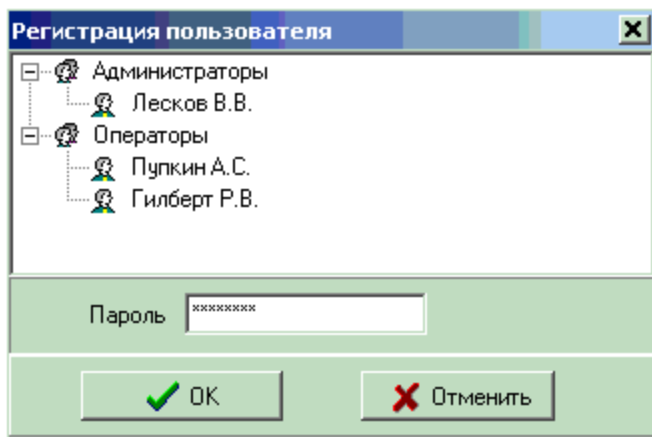 Регистрация пользователя
Администраторы
Лесков В.В.
Операторы
Пупкин А.С.
Гилберт Р.В.
Пароль ********
OK Отменить